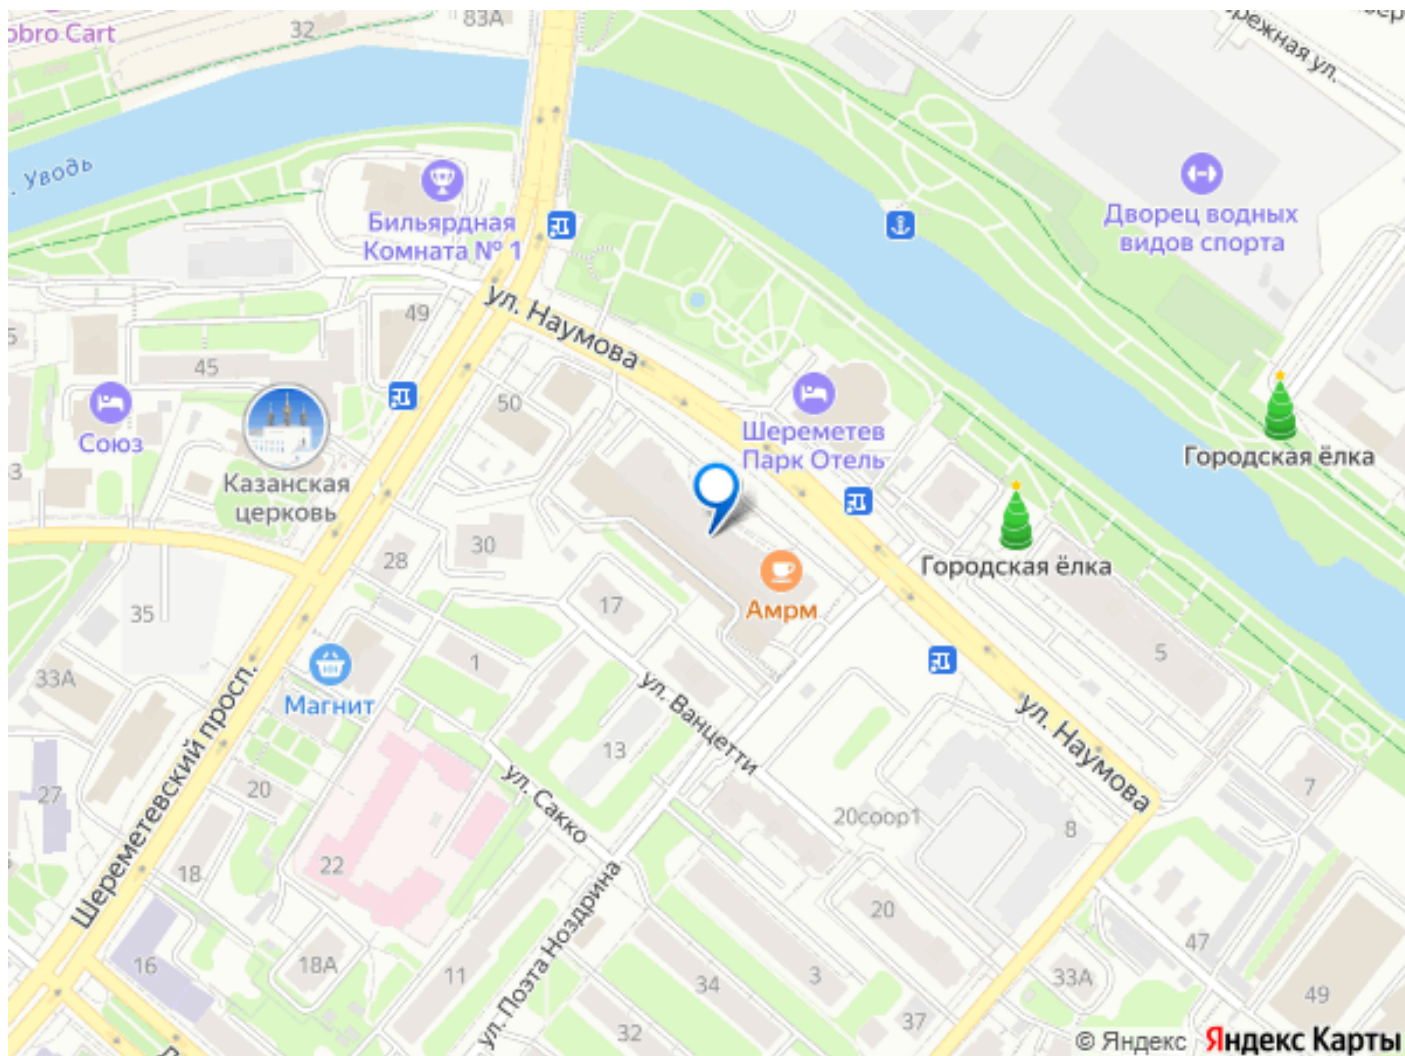 obro Cart
32
83А
режная ул.
р. Уводь
Бильярдная
Комната № 1
Дворец водных
видов спорта
ул. Наумова
49
5
45
50
Союз
Шереметев
Парк Отель
Городская ёлка
3
Казанская
церковь
28
30
Городская ёлка
17
Амрм
35
1
5
33А
Магнит
ул. Ванцетти
ул. Наумова
Шереметевский просп.
13
7
27
20
ул. Сакко
20соор1
8
18
22
ул. Поэта Ноздрина
20
47
16
18А
11
34
3
33А
49
32
37
© Яндекс Яндекс Карты